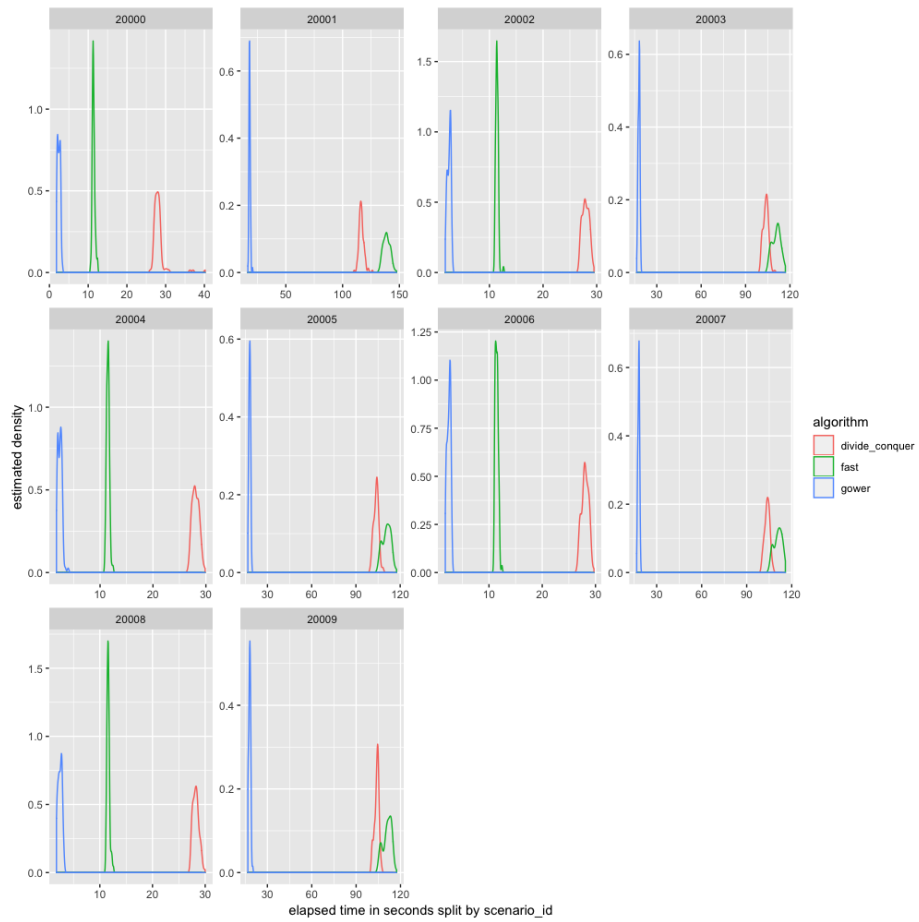 20000 20001 20002 20003
1.0
0.5
0.0
0 10 20 30 40
0.6
0.4
0.2
0.0
50 100 150
1.5
1.0
0.5
0.0
10 20 30
0.6
0.4
0.2
0.0
30 60 90 120
20004 20005 20006 20007
1.0
0.5
0.0
10 20 30
0.6
0.4
0.2
0.0
30 60 90 120
1.25
1.00
0.75
0.50
0.25
0.00
10 20 30
0.6
0.4
0.2
0.0
30 60 90 120
20008 20009
1.5
1.0
0.5
0.0
10 20 30
0.4
0.2
0.0
30 60 90 120
estimated density
elapsed time in seconds split by scenario_id
algorithm
divide_conquer
fast
gower